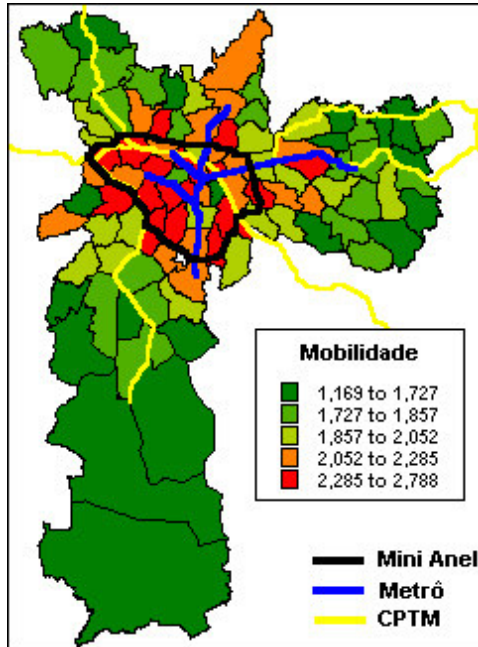 Mobilidade
1,169 to 1,727
1,727 to 1,857
1,857 to 2,052
2,052 to 2,285
2,285 to 2,788
Mini Anel
Metrô
CPTM